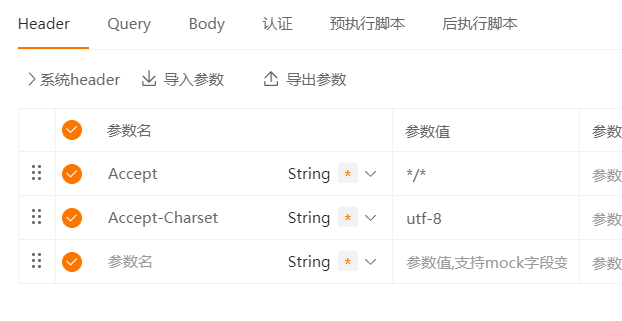 Header Query Body 认证 预执行脚本 后执行脚本
系统header 导入参数 导出参数
参数名 参数值 参数
Accept String * */* 参数
Accept-Charset String * utf-8 参数
参数名 String * 参数值,支持mock字段变 参数